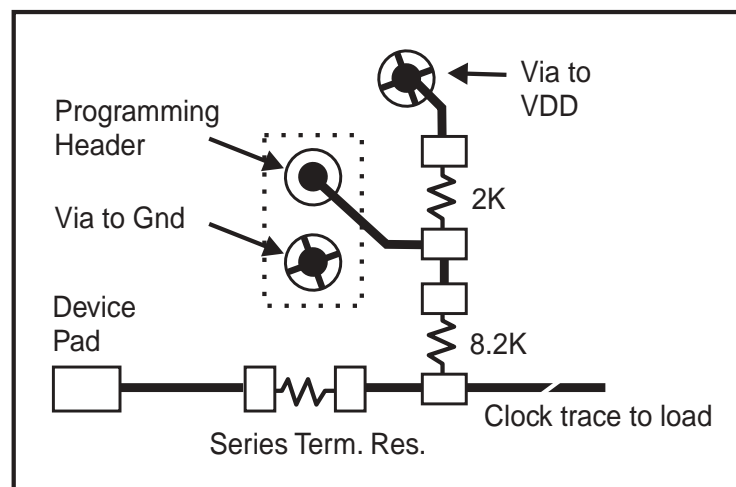 Via to
VDD
Programming
Header
2K
Via to Gnd
Device
Pad
8.2K
Clock trace to load
Series Term. Res.